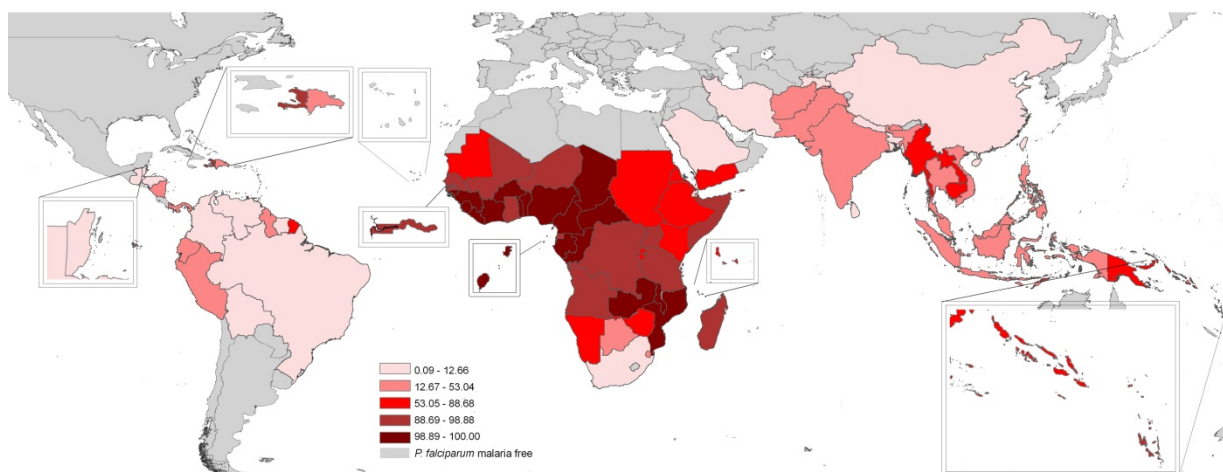 0.09 - 12.66
12.67 - 53.04
53.05 - 88.68
88.69 - 98.88
98.89 - 100.00
P. falciparum malaria free